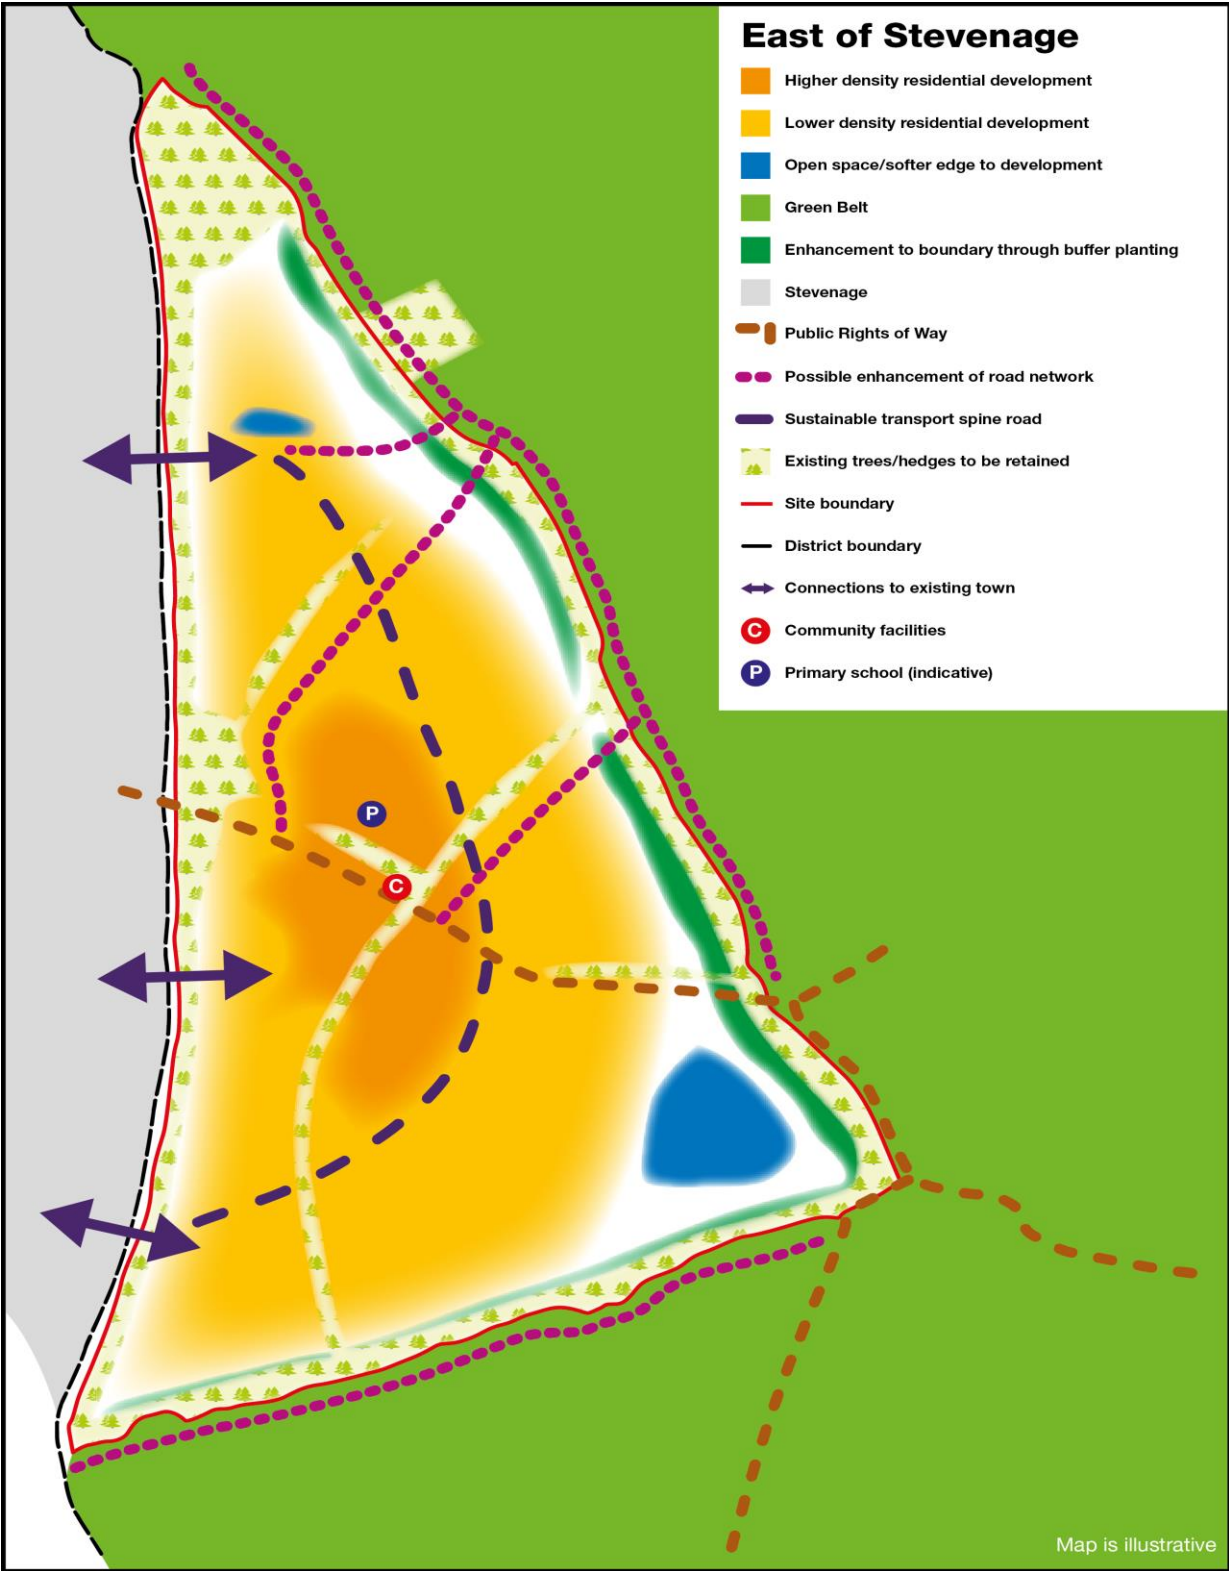 East of Stevenage
Higher density residential development
Lower density residential development
Open space/softer edge to development
Green Belt
Enhancement to boundary through buffer planting
Stevenage
Public Rights of Way
Possible enhancement of road network
Sustainable transport spine road
Existing trees/hedges to be retained
Site boundary
District boundary
Connections to existing town
C Community facilities
P Primary school (indicative)
P
C
Map is illustrative